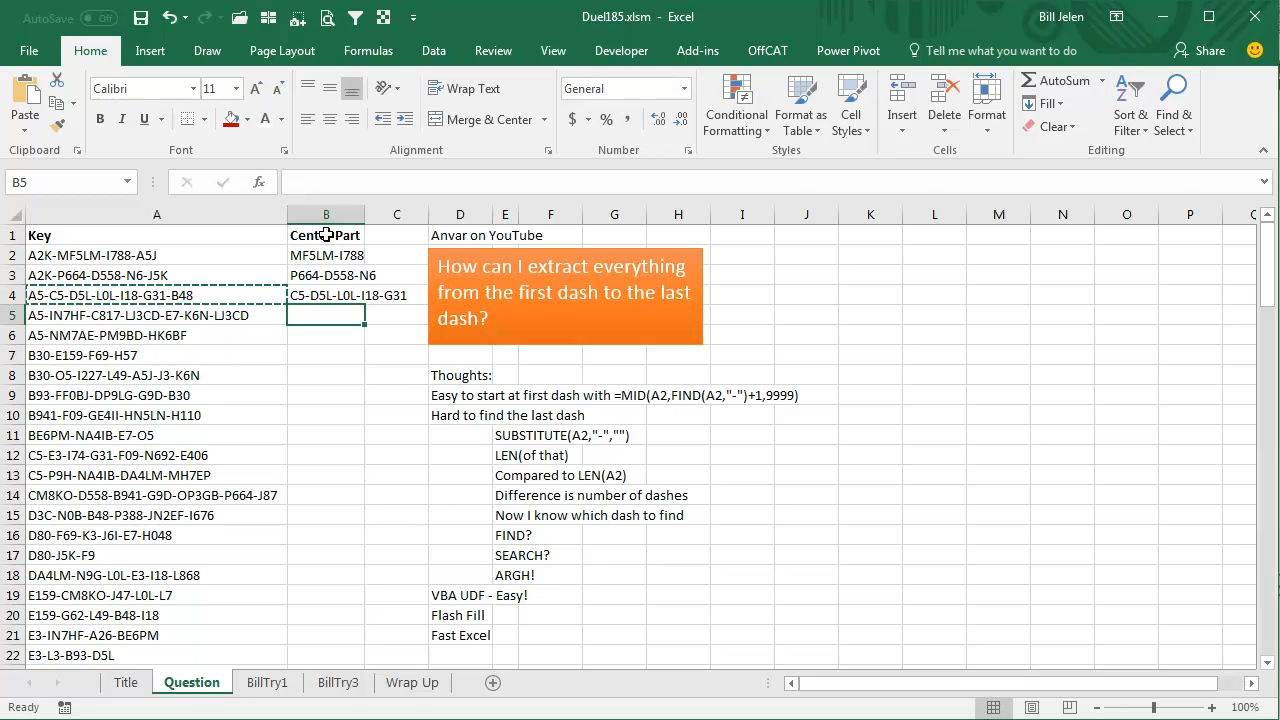 AutoSave Off
Duel185.xlsm - Excel
Bill Jelen
File Home Insert Draw Page Layout Formulas Data Review View Developer Add-ins OffCAT Power Pivot Tell me what you want to do Share
Paste
Calibri 11
Wrap Text
General
Conditional Formatting
Format as Table
Cell Styles
Insert
Delete
Format
AutoSum
Fill
Clear
Sort & Filter
Find & Select
B I U A
Merge & Center
$ % ,
Clipboard Font Alignment Number Styles Cells Editing
B5
fx
A B C D E F G H I J K L M N O P
1 Key Part Anvar on YouTube
2 A2K-MF5LM-I788-A5J MF5LM-I788
3 A2K-P664-D558-N6-J5K P664-D558-N6
4 A5-C5-D5L-L0L-I18-G31-B48 C5-D5L-L0L-I18-G31
How can I extract everything
from the first dash to the last
dash?
5 A5-IN7HF-C817-LJ3CD-E7-K6N-LJ3CD
6 A5-NM7AE-PM9BD-HK6BF
7 B30-E159-F69-H57
8 B30-O5-I227-L49-A5J-J3-K6N Thoughts:
9 B93-FF0BJ-DP9LG-G9D-B30 Easy to start at first dash with =MID(A2,FIND(A2,"-")+1,9999)
10 B941-F09-GE4II-HN5LN-H110 Hard to find the last dash
11 BE6PM-NA4IB-E7-O5 SUBSTITUTE(A2,"-","")
12 C5-E3-I74-G31-F09-N692-E406 LEN(of that)
13 C5-P9H-NA4IB-DA4LM-MH7EP Compared to LEN(A2)
14 CM8KO-D558-B941-G9D-OP3GB-P664-J87 Difference is number of dashes
15 D3C-N0B-B48-P388-JN2EF-I676 Now I know which dash to find
16 D80-F69-K3-J6I-E7-H048 FIND?
17 D80-J5K-F9 SEARCH?
18 DA4LM-N9G-L0L-E3-I18-L868 ARGH!
19 E159-CM8KO-J47-L0L-L7 VBA UDF - Easy!
20 E159-G62-L49-B48-I18 Flash Fill
21 E3-IN7HF-A26-BE6PM Fast Excel
22 E3-L3-B93-D5L
Title Question BillTry1 BillTry3 Wrap Up
Ready
100%